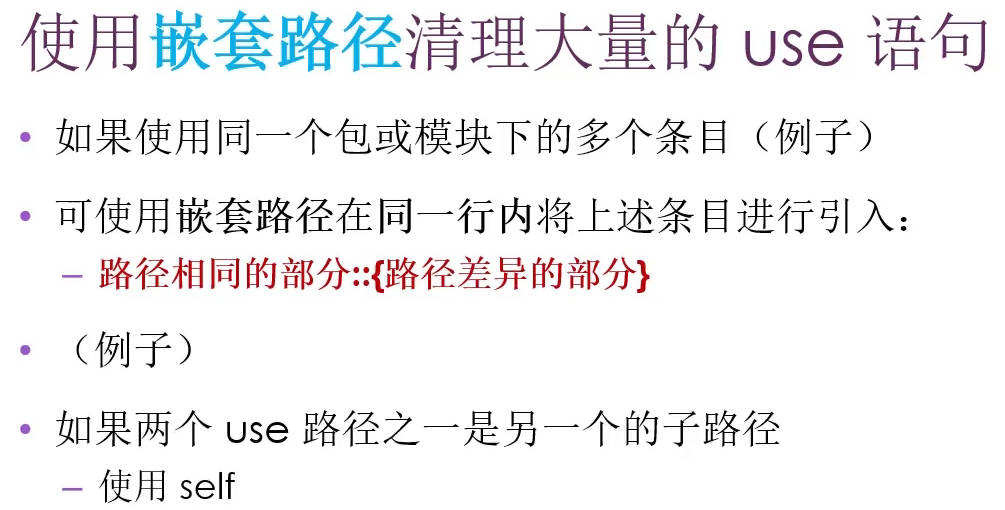 使用嵌套路径清理大量的 use 语句
• 如果使用同一个包或模块下的多个条目（例子）
• 可使用嵌套路径在同一行内将上述条目进行引入：
– 路径相同的部分::{路径差异的部分}
• （例子）
• 如果两个 use 路径之一是另一个的子路径
– 使用 self